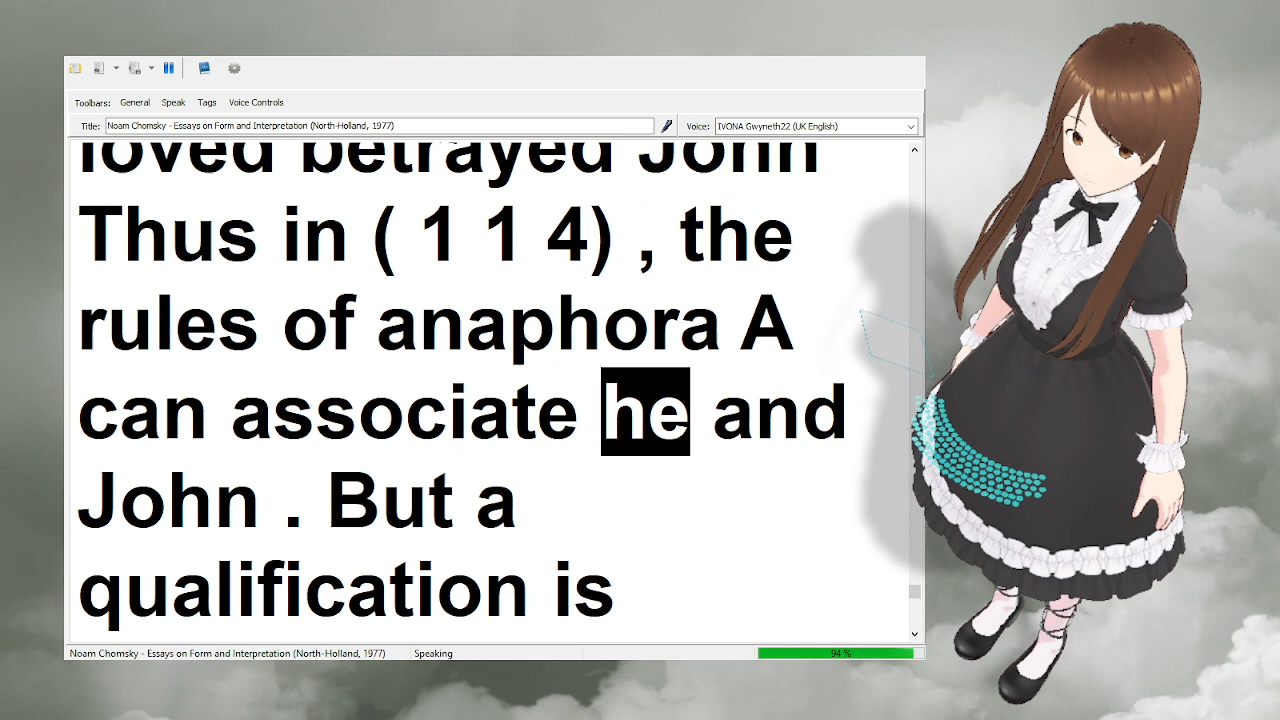 Toolbars: General Speak Tags Voice Controls
Title: Noam Chomsky - Essays on Form and Interpretation (North-Holland, 1977) Voice: IVONA Gwyneth22 (UK English)
loved betrayed John
Thus in ( 1 1 4) , the
rules of anaphora A
can associate he and
John . But a
qualification is
Noam Chomsky - Essays on Form and Interpretation (North-Holland, 1977) Speaking 94 %